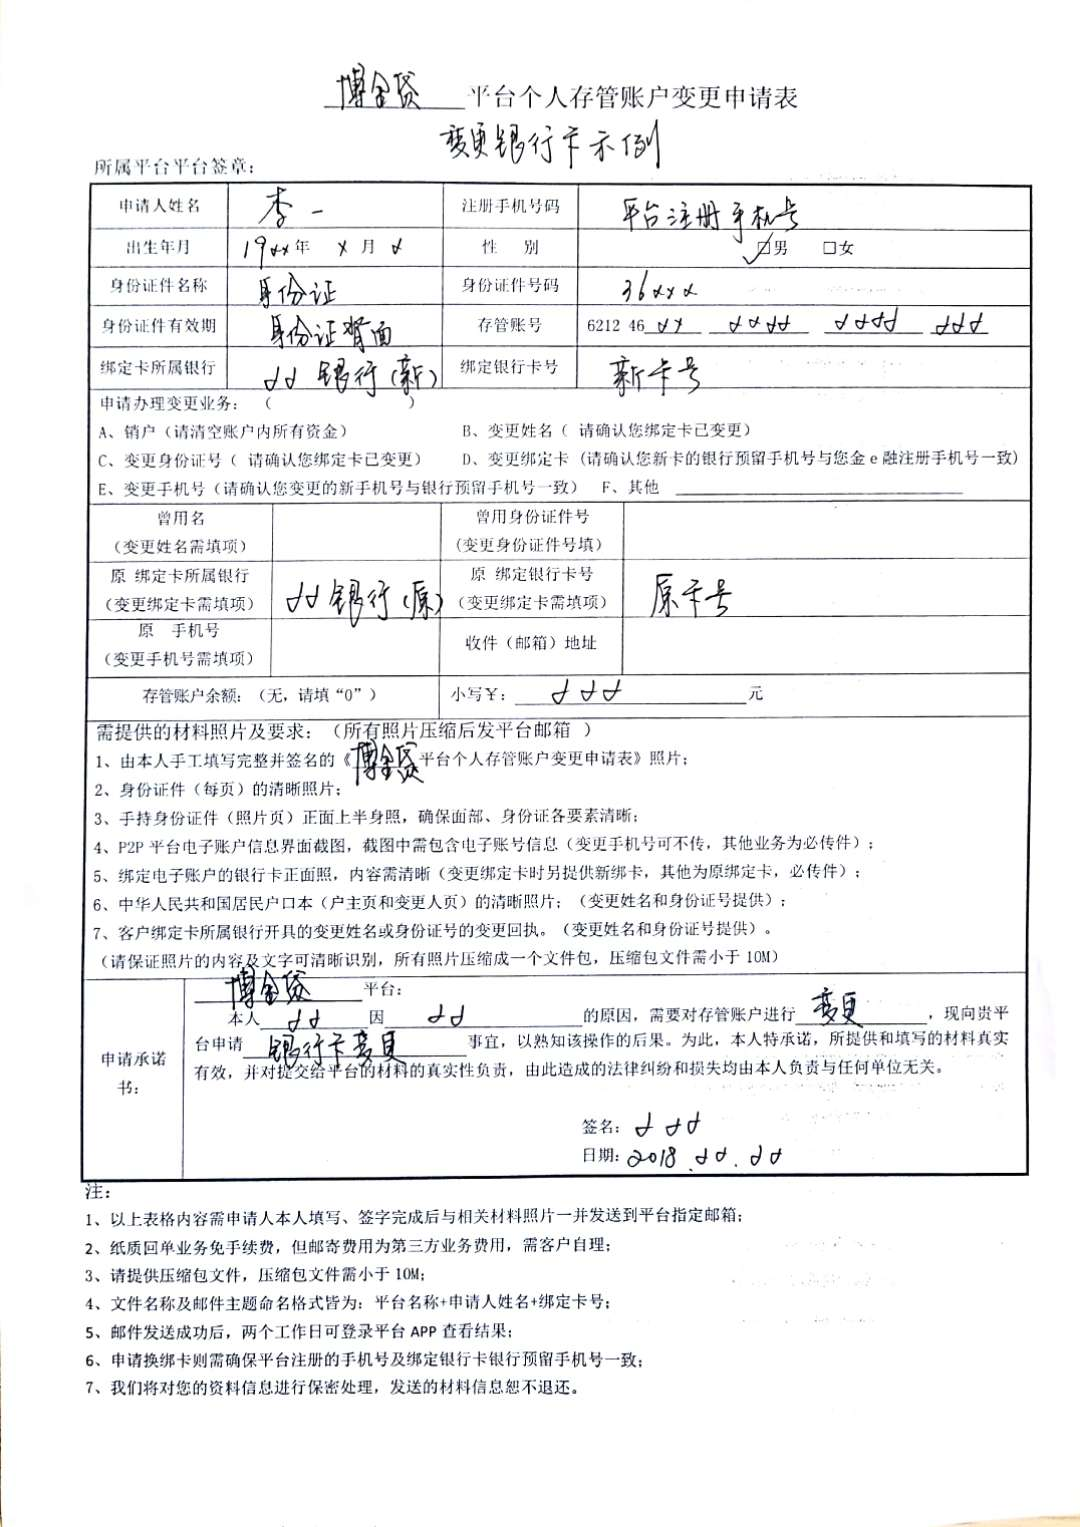 博金贷 平台个人存管账户变更申请表
变更银行卡示例
所属平台平台签章：
申请人姓名 李一 注册手机号码 平台注册手机号
出生年月 19xx年 x 月 x 性 别 ☑男 □女
身份证件名称 身份证 身份证件号码 36xxx
身份证件有效期 身份证背面 存管账号 6212 46 xx xxxx xxxx xxx
绑定卡所属银行 xx 银行(新) 绑定银行卡号 新卡号
申请办理变更业务：（ ）
A、销户（请清空账户内所有资金） B、变更姓名（ 请确认您绑定卡已变更）
C、变更身份证号（ 请确认您绑定卡已变更） D、变更绑定卡（请确认您新卡的银行预留手机号与您金e融注册手机号一致）
E、变更手机号（请确认您变更的新手机号与银行预留手机号一致） F、其他
曾用名 曾用身份证件号
（变更姓名需填项） （变更身份证件号填）
原 绑定卡所属银行 xx 银行(原) 原 绑定银行卡号 原卡号
（变更绑定卡需填项） （变更绑定卡需填项）
原 手机号 收件（邮箱）地址
（变更手机号需填项）
存管账户余额：（无，请填“0”） 小写￥： xxx 元
需提供的材料照片及要求：（所有照片压缩后发平台邮箱 ）
1、由本人手工填写完整并签名的《博金贷平台个人存管账户变更申请表》照片；
2、身份证件（每页）的清晰照片；
3、手持身份证件（照片页）正面上半身照，确保面部、身份证各要素清晰；
4、P2P 平台电子账户信息界面截图，截图中需包含电子账号信息（变更手机号可不传，其他业务为必传件）；
5、绑定电子账户的银行卡正面照，内容需清晰（变更绑定卡时另提供新绑卡，其他为原绑定卡，必传件）；
6、中华人民共和国居民户口本（户主页和变更人页）的清晰照片；（变更姓名和身份证号提供）；
7、客户绑定卡所属银行开具的变更姓名或身份证号的变更回执。（变更姓名和身份证号提供）。
（请保证照片的内容及文字可清晰识别，所有照片压缩成一个文件包，压缩包文件需小于 10M）
申请承诺书：
博金贷 平台：
本人 xx 因 xx 的原因，需要对存管账户进行 变更 ，现向贵平
台申请 银行卡变更 事宜，以熟知该操作的后果。为此，本人特承诺，所提供和填写的材料真实
有效，并对提交给平台的材料的真实性负责，由此造成的法律纠纷和损失均由本人负责与任何单位无关。
签名： x xx
日期： 2018.xx.xx
注：
1、以上表格内容需申请人本人填写、签字完成后与相关材料照片一并发送到平台指定邮箱；
2、纸质回单业务免手续费，但邮寄费用为第三方业务费用，需客户自理；
3、请提供压缩包文件，压缩包文件需小于 10M；
4、文件名称及邮件主题命名格式皆为：平台名称+申请人姓名+绑定卡号；
5、邮件发送成功后，两个工作日可登录平台 APP 查看结果；
6、申请换绑卡则需确保平台注册的手机号及绑定银行卡银行预留手机号一致；
7、我们将对您的资料信息进行保密处理，发送的材料信息恕不退还。